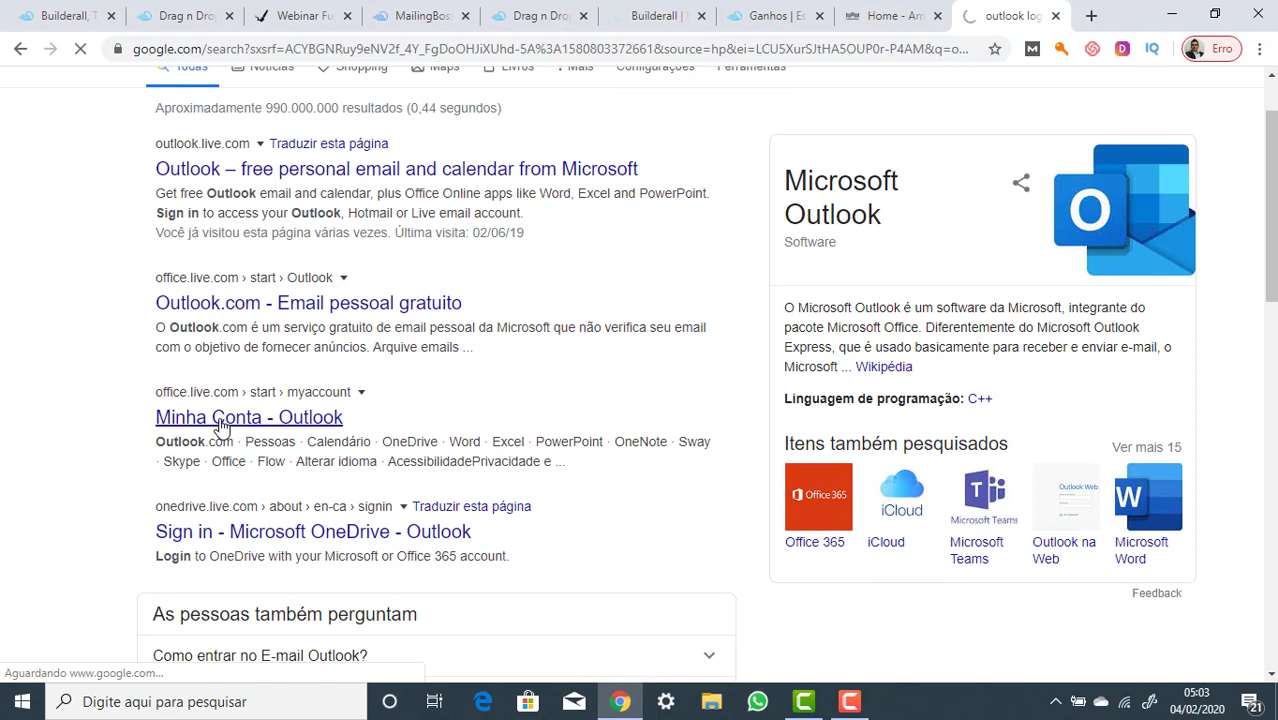 Builderall, T
Drag n Dro
Webinar Fu
MailingBos
Drag n Dro
Builderall |
Ganhos | Es
Home - Am
outlook log
google.com/search?sxsrf=ACYBGNRuy9eNV2f_4Y_FgDoOHJiXUhd-5A%3A1580803372661&source=hp&ei=LCU5XurSJtHA5OUP0r-P4AM&q=o...
M
D
IQ
Erro
Todas
Notícias
Shopping
Maps
Livros
Mais
Configurações
Ferramentas
Aproximadamente 990.000.000 resultados (0,44 segundos)
outlook.live.com Traduzir esta página
Outlook – free personal email and calendar from Microsoft
Get free Outlook email and calendar, plus Office Online apps like Word, Excel and PowerPoint.
Sign in to access your Outlook, Hotmail or Live email account.
Você já visitou esta página várias vezes. Última visita: 02/06/19
office.live.com › start › Outlook
Outlook.com - Email pessoal gratuito
O Outlook.com é um serviço gratuito de email pessoal da Microsoft que não verifica seu email
com o objetivo de fornecer anúncios. Arquive emails ...
office.live.com › start › myaccount
Minha Conta - Outlook
Outlook.com · Pessoas · Calendário · OneDrive · Word · Excel · PowerPoint · OneNote · Sway
· Skype · Office · Flow · Alterar idioma · AcessibilidadePrivacidade e ...
onedrive.live.com › about › en-ca › signin Traduzir esta página
Sign in - Microsoft OneDrive - Outlook
Login to OneDrive with your Microsoft or Office 365 account.
As pessoas também perguntam
Como entrar no E-mail Outlook?
Microsoft
Outlook
Software
O
O Microsoft Outlook é um software da Microsoft, integrante do
pacote Microsoft Office. Diferentemente do Microsoft Outlook
Express, que é usado basicamente para receber e enviar e-mail, o
Microsoft ... Wikipédia
Linguagem de programação: C++
Itens também pesquisados
Ver mais 15
Office 365
iCloud
Microsoft Teams
Outlook Web
W
Office 365
iCloud
Microsoft
Teams
Outlook na
Web
Microsoft
Word
Feedback
Aguardando www.google.com...
Digite aqui para pesquisar
05:03
04/02/2020
21